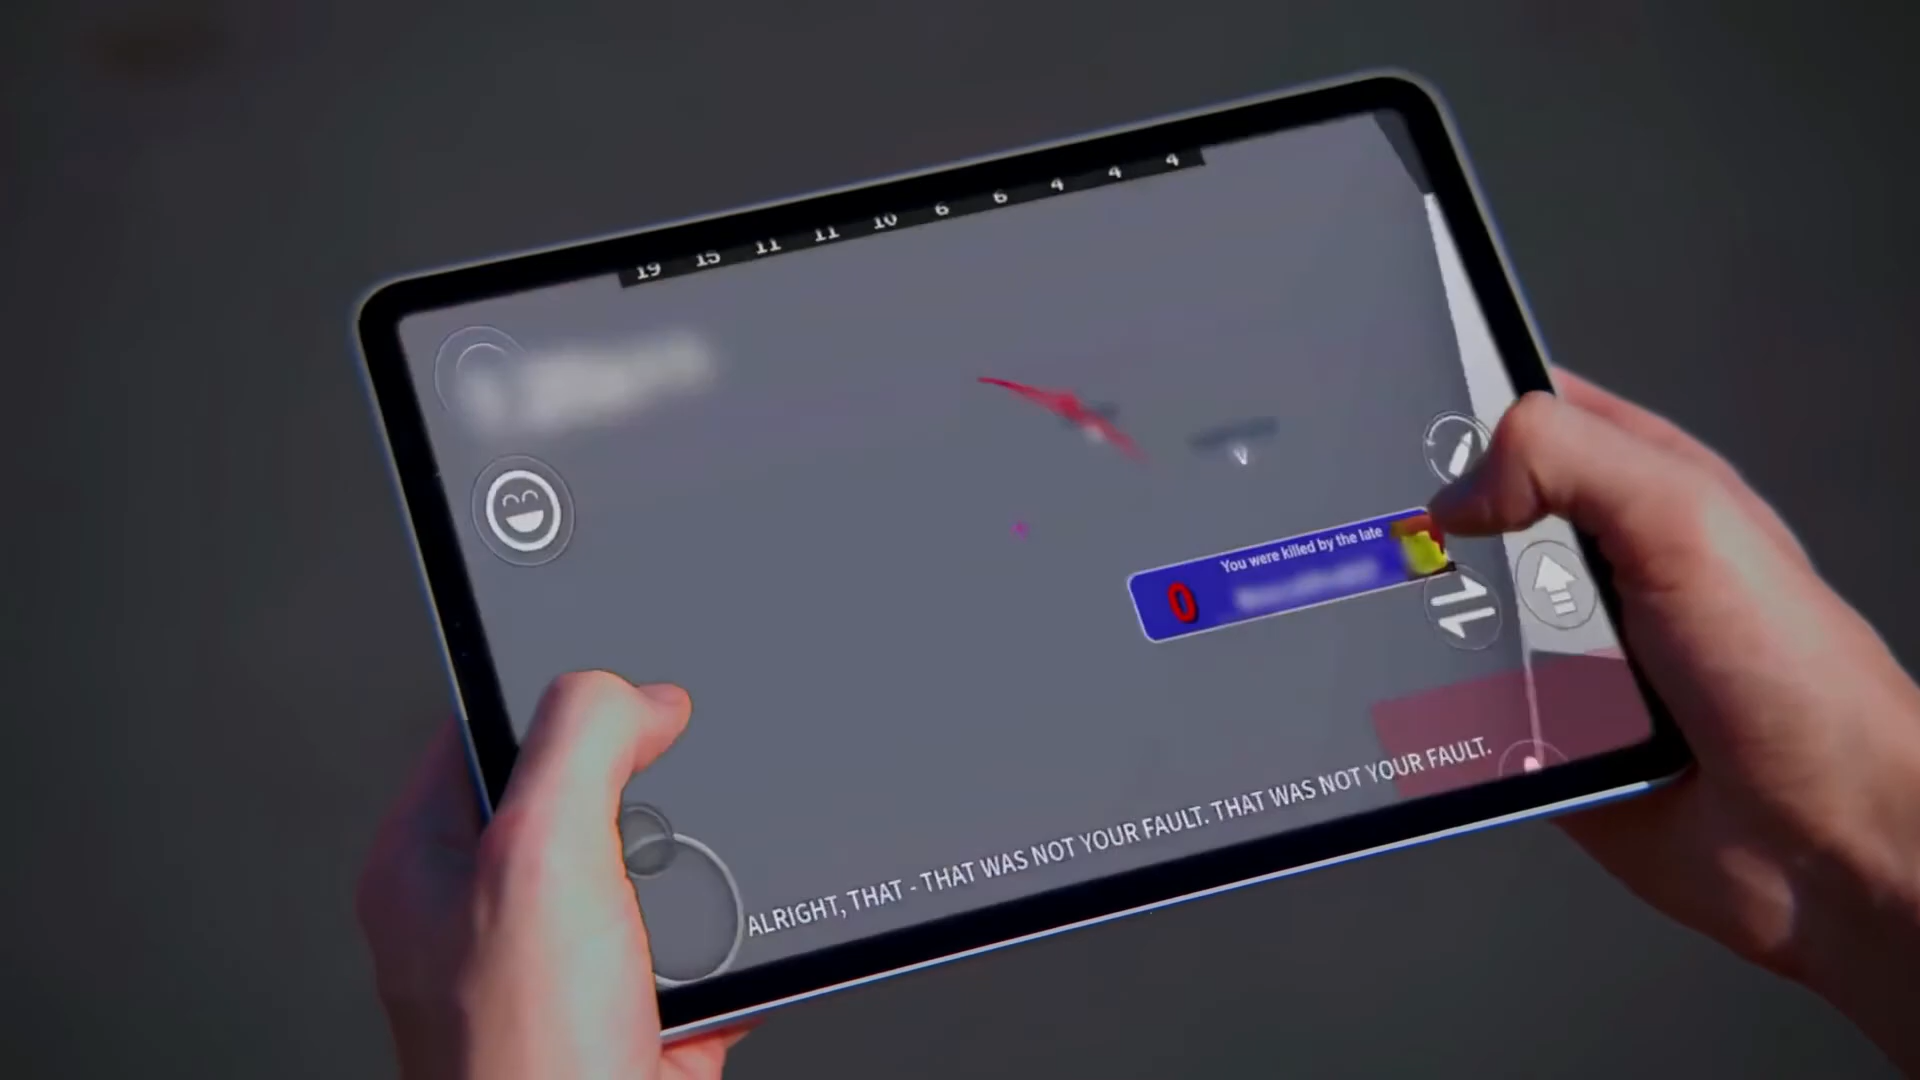 19 15 11 11 10 6 6 4 4 4
V
You were killed by the late
0
ALRIGHT, THAT - THAT WAS NOT YOUR FAULT. THAT WAS NOT YOUR FAULT.